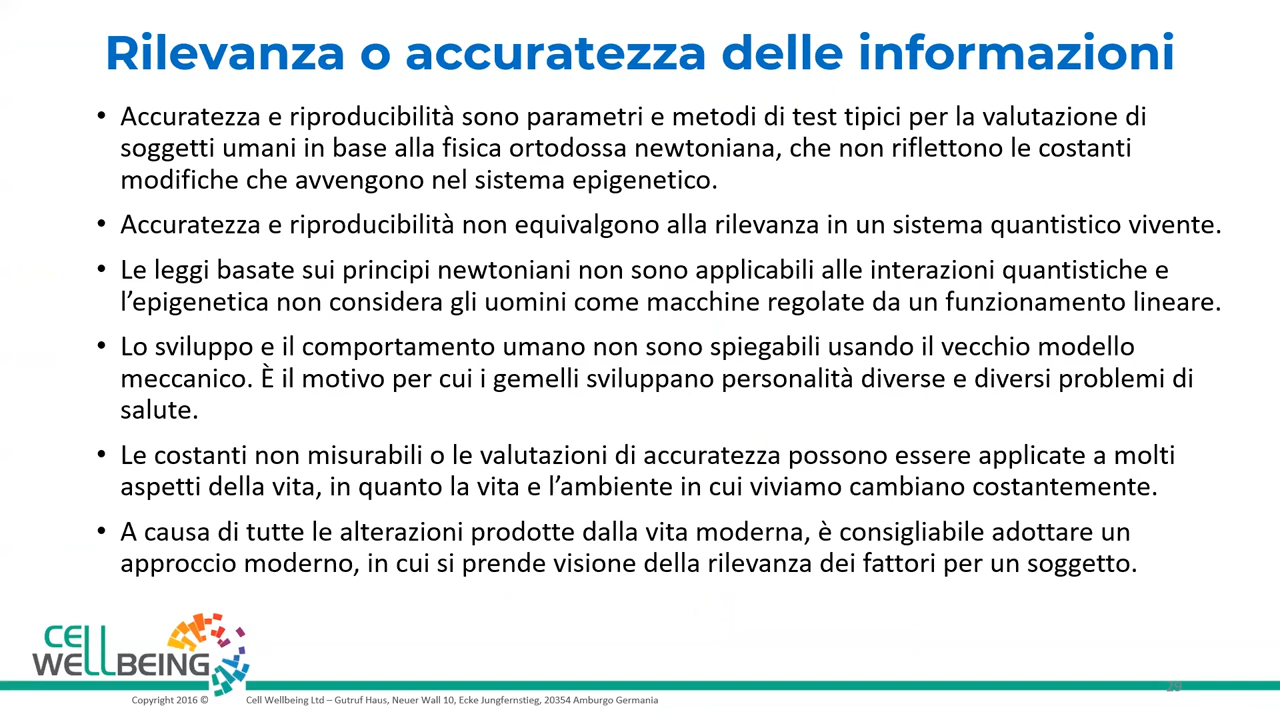 Rilevanza o accuratezza delle informazioni
• Accuratezza e riproducibilità sono parametri e metodi di test tipici per la valutazione di
soggetti umani in base alla fisica ortodossa newtoniana, che non riflettono le costanti
modifiche che avvengono nel sistema epigenetico.
• Accuratezza e riproducibilità non equivalgono alla rilevanza in un sistema quantistico vivente.
• Le leggi basate sui principi newtoniani non sono applicabili alle interazioni quantistiche e
l’epigenetica non considera gli uomini come macchine regolate da un funzionamento lineare.
• Lo sviluppo e il comportamento umano non sono spiegabili usando il vecchio modello
meccanico. È il motivo per cui i gemelli sviluppano personalità diverse e diversi problemi di
salute.
• Le costanti non misurabili o le valutazioni di accuratezza possono essere applicate a molti
aspetti della vita, in quanto la vita e l’ambiente in cui viviamo cambiano costantemente.
• A causa di tutte le alterazioni prodotte dalla vita moderna, è consigliabile adottare un
approccio moderno, in cui si prende visione della rilevanza dei fattori per un soggetto.
CELL
WELLBEING
Copyright 2016 © Cell Wellbeing Ltd – Gutruf Haus, Neuer Wall 10, Ecke Jungfernstieg, 20354 Amburgo Germania